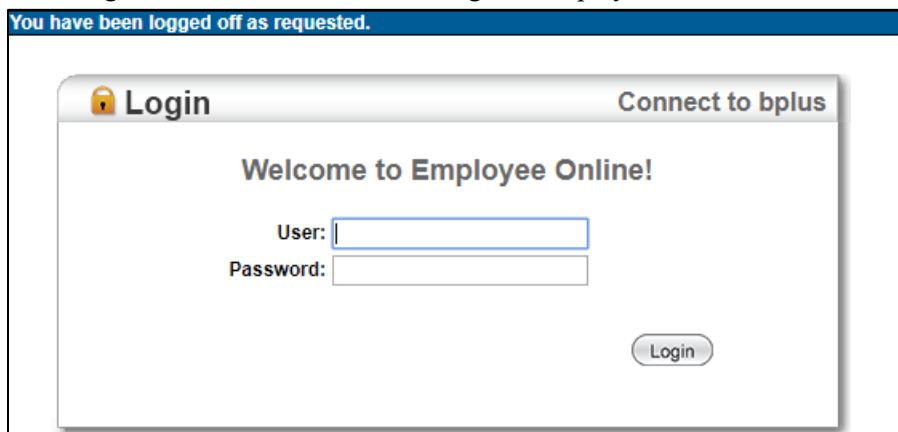 You have been logged off as requested.
Login
Connect to bplus
Welcome to Employee Online!
User:
Password:
Login